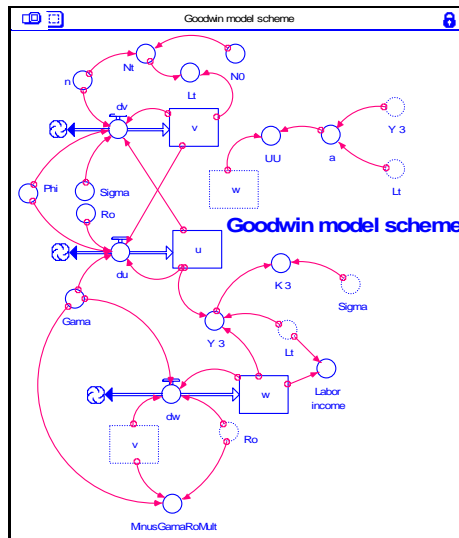 Goodwin model scheme
Nt
N0
n
Lt
dv
v
Y 3
UU
a
w
Lt
Phi
Sigma
Ro
Goodwin model scheme
u
du
K 3
Sigma
Gama
Y 3
Lt
w
Labor
income
dw
v
Ro
MinusGamaRoMult